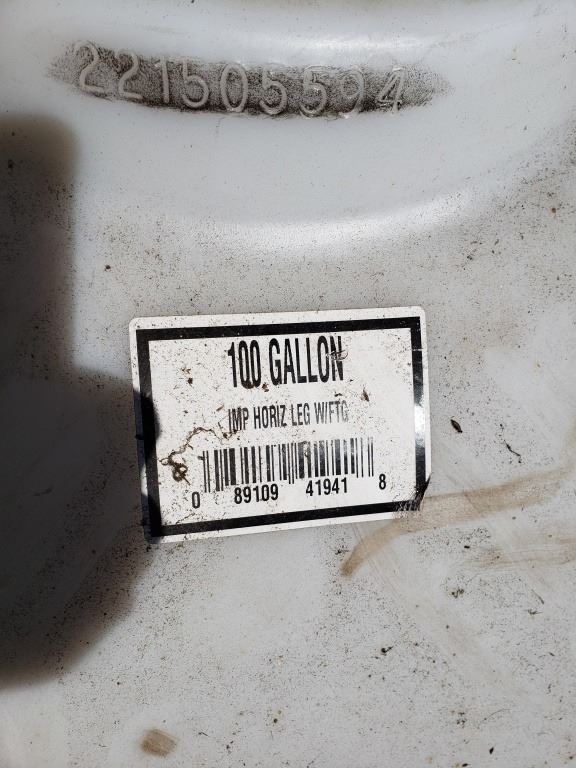 221505594
100 GALLON
IMP HORIZ LEG W/FTG
0 89109 41941 8